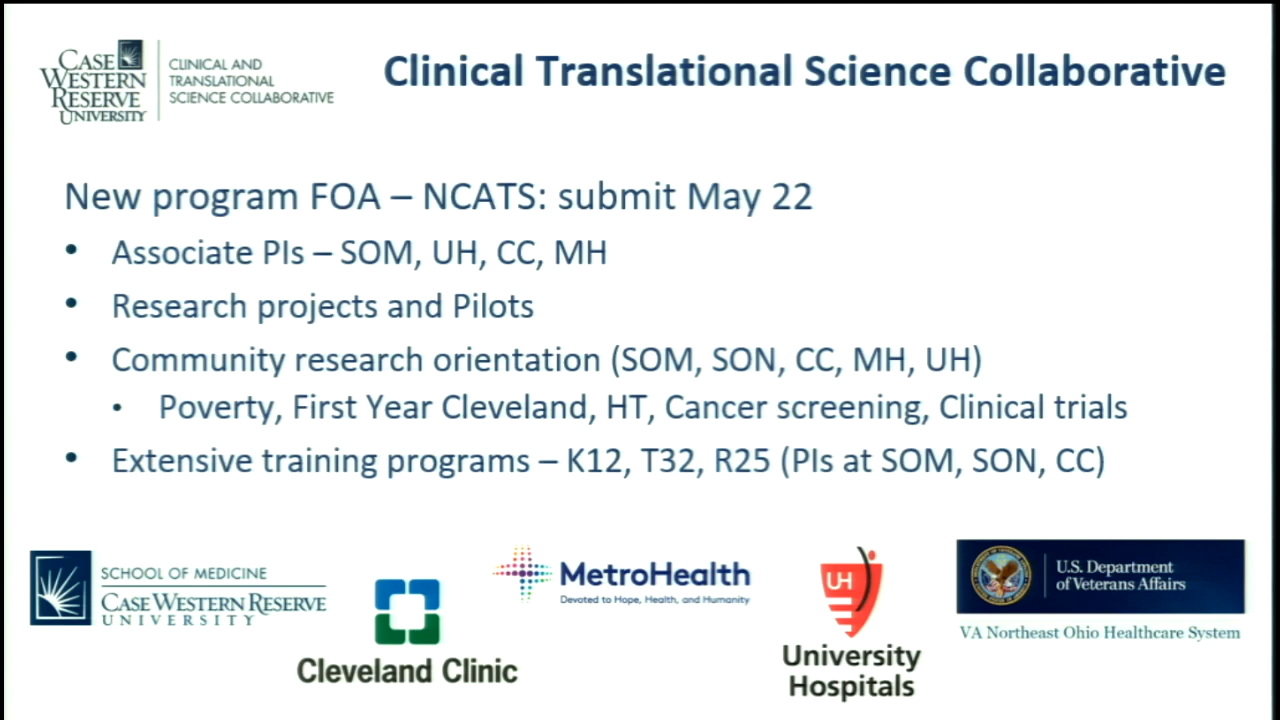 CASE
WESTERN
RESERVE
UNIVERSITY
CLINICAL AND
TRANSLATIONAL
SCIENCE COLLABORATIVE
Clinical Translational Science Collaborative
New program FOA – NCATS: submit May 22
• Associate PIs – SOM, UH, CC, MH
• Research projects and Pilots
• Community research orientation (SOM, SON, CC, MH, UH)
• Poverty, First Year Cleveland, HT, Cancer screening, Clinical trials
• Extensive training programs – K12, T32, R25 (PIs at SOM, SON, CC)
SCHOOL OF MEDICINE
CASE WESTERN RESERVE
UNIVERSITY
Cleveland Clinic
MetroHealth
Devoted to Hope, Health, and Humanity
UH
University
Hospitals
U.S. Department
of Veterans Affairs
VA Northeast Ohio Healthcare System